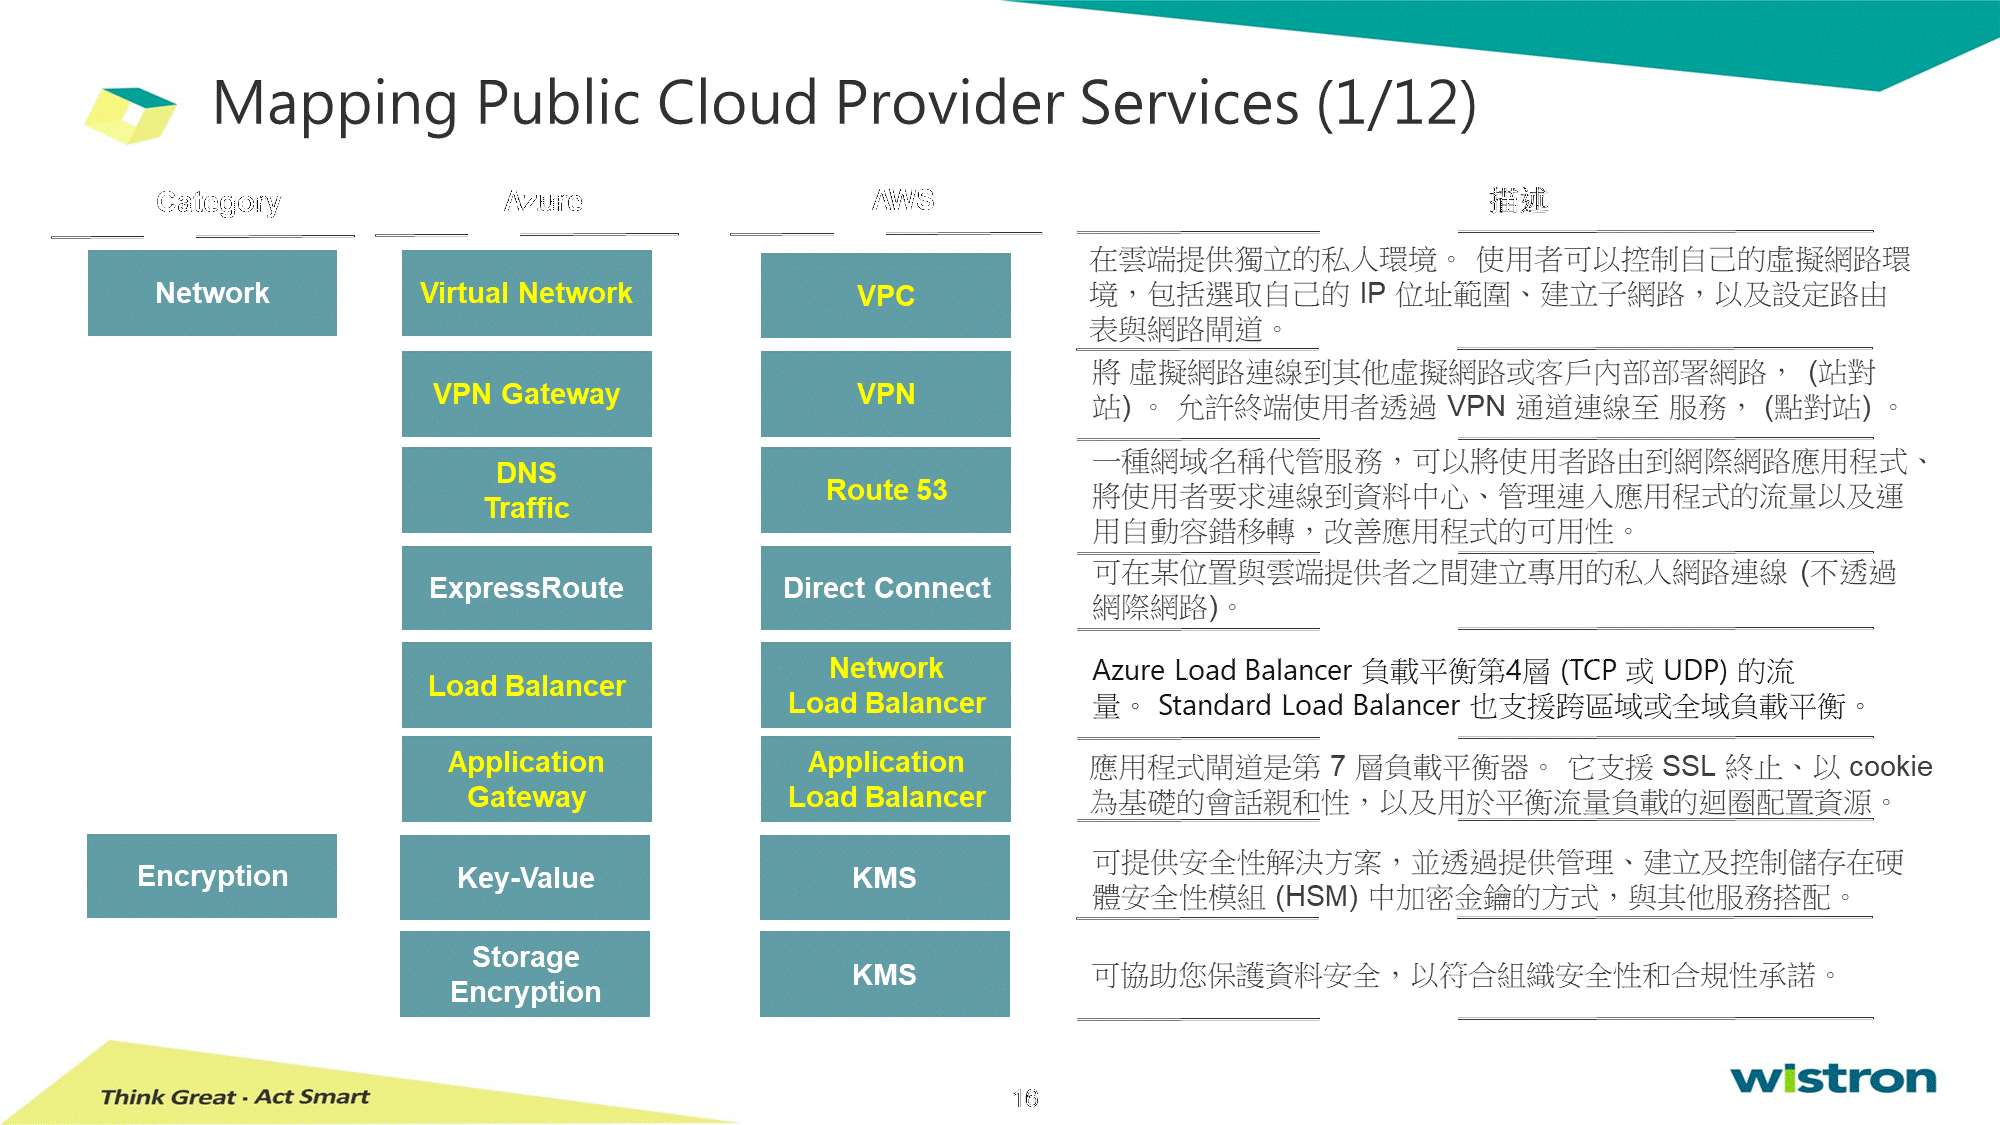 Mapping Public Cloud Provider Services (1/12)
Category
Azure
AWS
描述
Network
Virtual Network
VPC
在雲端提供獨立的私人環境。 使用者可以控制自己的虛擬網路環
境，包括選取自己的 IP 位址範圍、建立子網路，以及設定路由
表與網路閘道。
VPN Gateway
VPN
將 虛擬網路連線到其他虛擬網路或客戶內部部署網路， (站對
站) 。 允許終端使用者透過 VPN 通道連線至 服務， (點對站) 。
DNS
Traffic
Route 53
一種網域名稱代管服務，可以將使用者路由到網際網路應用程式、
將使用者要求連線到資料中心、管理連入應用程式的流量以及運
用自動容錯移轉，改善應用程式的可用性。
ExpressRoute
Direct Connect
可在某位置與雲端提供者之間建立專用的私人網路連線 (不透過
網際網路)。
Load Balancer
Network
Load Balancer
Azure Load Balancer 負載平衡第4層 (TCP 或 UDP) 的流
量。 Standard Load Balancer 也支援跨區域或全域負載平衡。
Application
Gateway
Application
Load Balancer
應用程式閘道是第 7 層負載平衡器。 它支援 SSL 終止、以 cookie
為基礎的會話親和性，以及用於平衡流量負載的迴圈配置資源。
Encryption
Key-Value
KMS
可提供安全性解決方案，並透過提供管理、建立及控制儲存在硬
體安全性模組 (HSM) 中加密金鑰的方式，與其他服務搭配。
Storage
Encryption
KMS
可協助您保護資料安全，以符合組織安全性和合規性承諾。
Think Great · Act Smart
16
wistron